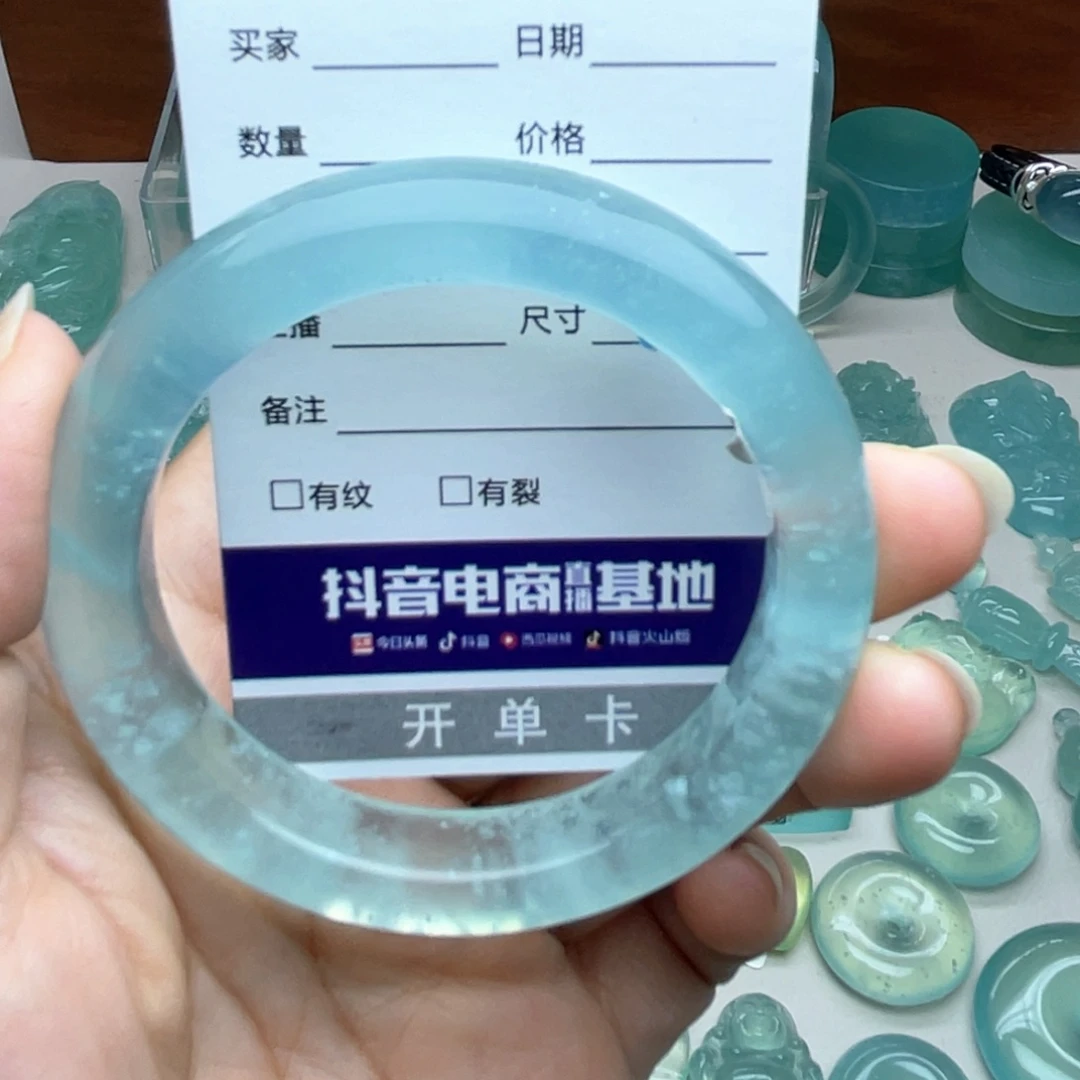 买家 日期
数量 价格
播 尺寸
备注
□有纹 □有裂
抖音电商直播基地
今日头条 抖音 西瓜视频 抖音火山版
开单卡